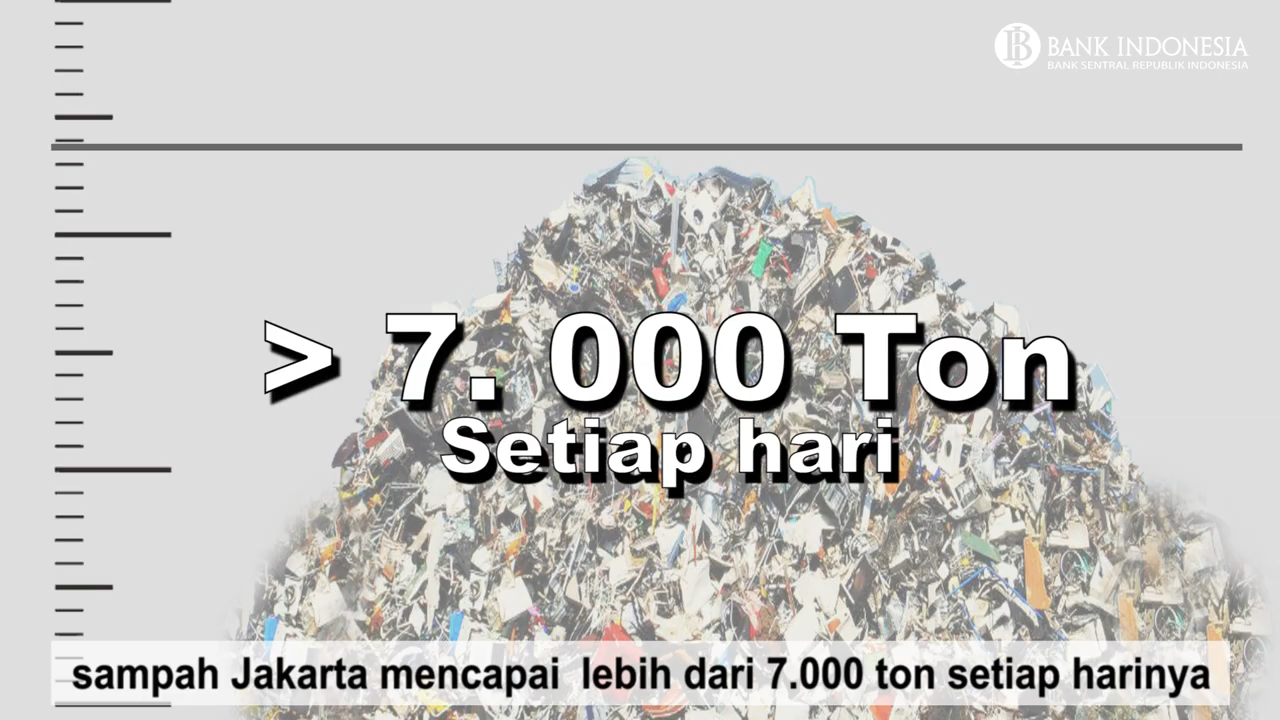 BANK INDONESIA
BANK SENTRAL REPUBLIK INDONESIA
> 7. 000 Ton
Setiap hari
sampah Jakarta mencapai  lebih dari 7.000 ton setiap harinya